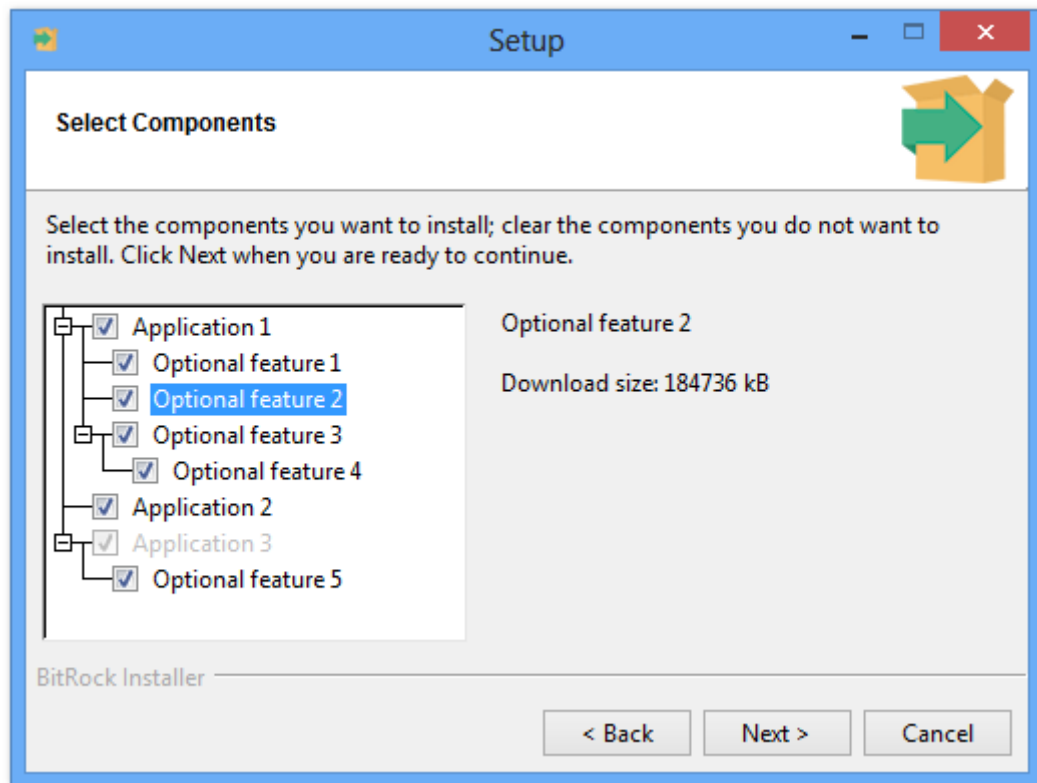 Setup
Select Components
Select the components you want to install; clear the components you do not want to
install. Click Next when you are ready to continue.
Application 1
Optional feature 1
Optional feature 2
Optional feature 3
Optional feature 4
Application 2
Application 3
Optional feature 5
Optional feature 2
Download size: 184736 kB
BitRock Installer
< Back
Next >
Cancel